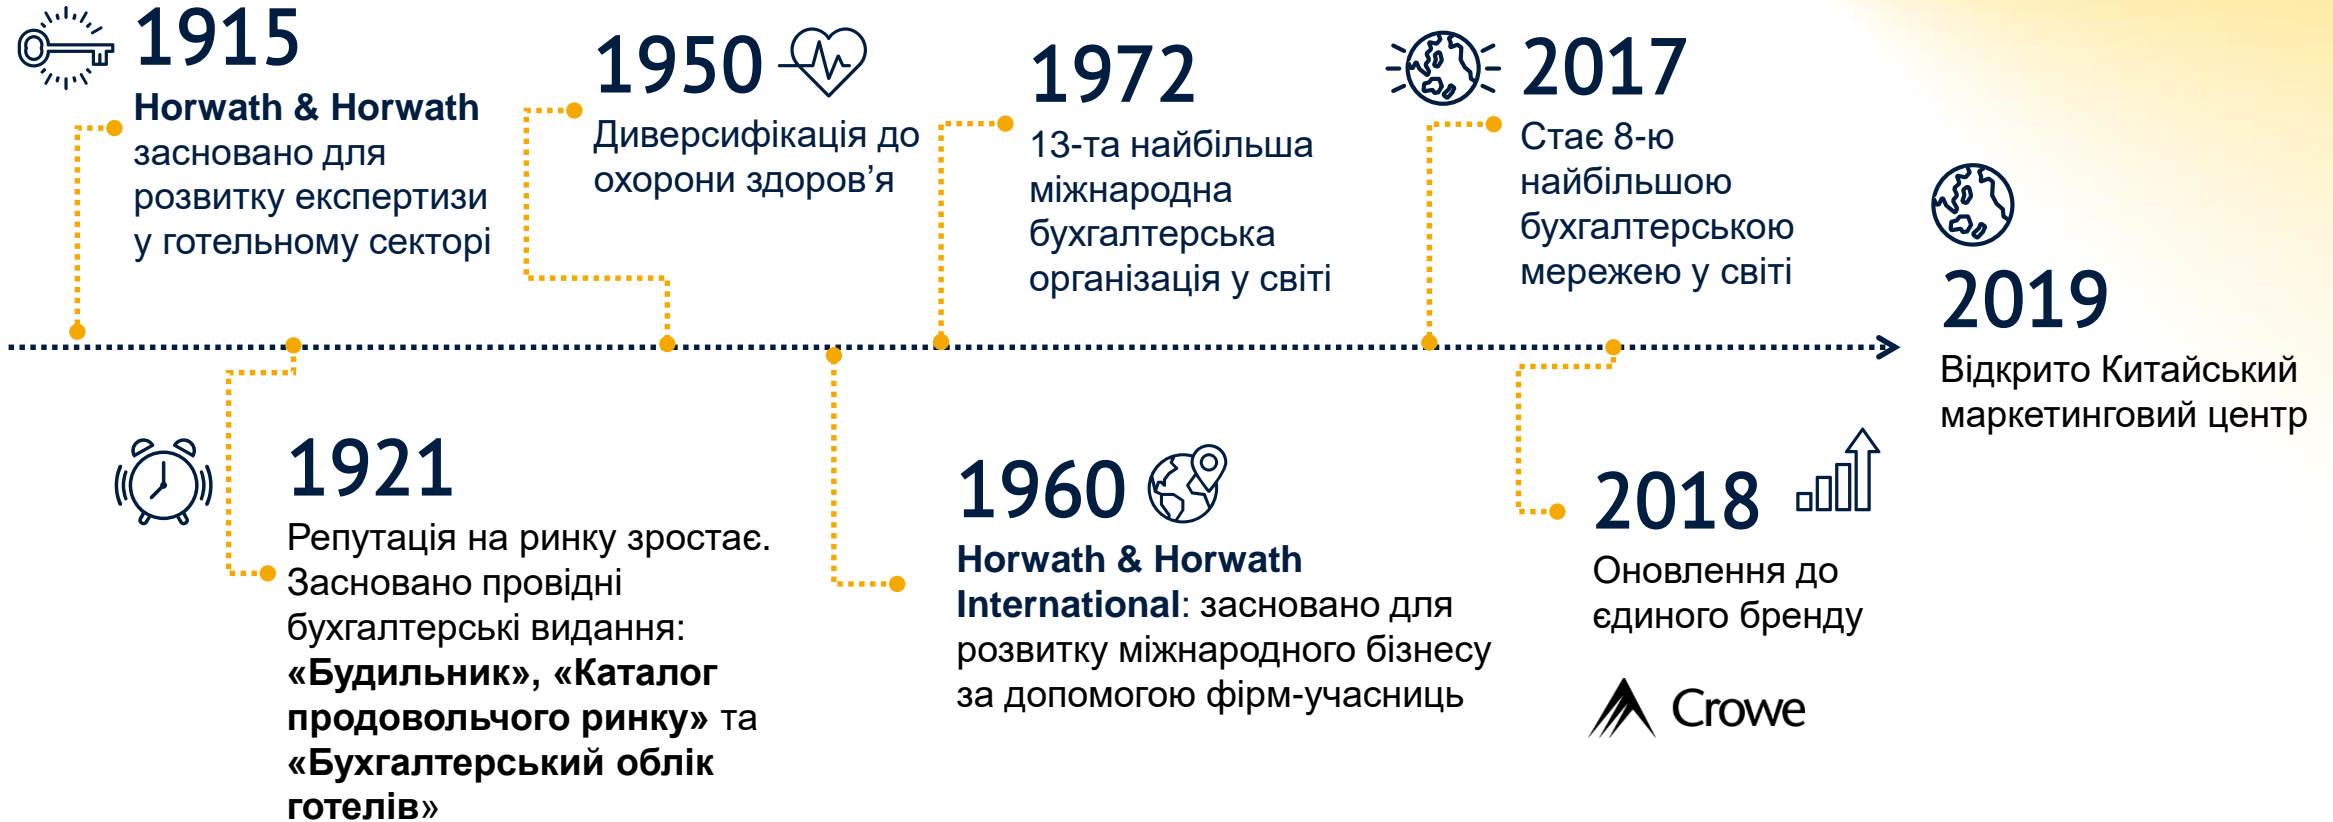 1915
Horwath & Horwath
засновано для
розвитку експертизи
у готельному секторі
1950
Диверсифікація до
охорони здоров’я
1972
13-та найбільша
міжнародна
бухгалтерська
організація у світі
2017
Стає 8-ю
найбільшою
бухгалтерською
мережею у світі
2019
Відкрито Китайський
маркетинговий центр
1921
Репутація на ринку зростає.
Засновано провідні
бухгалтерські видання:
«Будильник», «Каталог
продовольчого ринку» та
«Бухгалтерський облік
готелів»
1960
Horwath & Horwath
International: засновано для
розвитку міжнародного бізнесу
за допомогою фірм-учасниць
2018
Оновлення до
єдиного бренду
Crowe